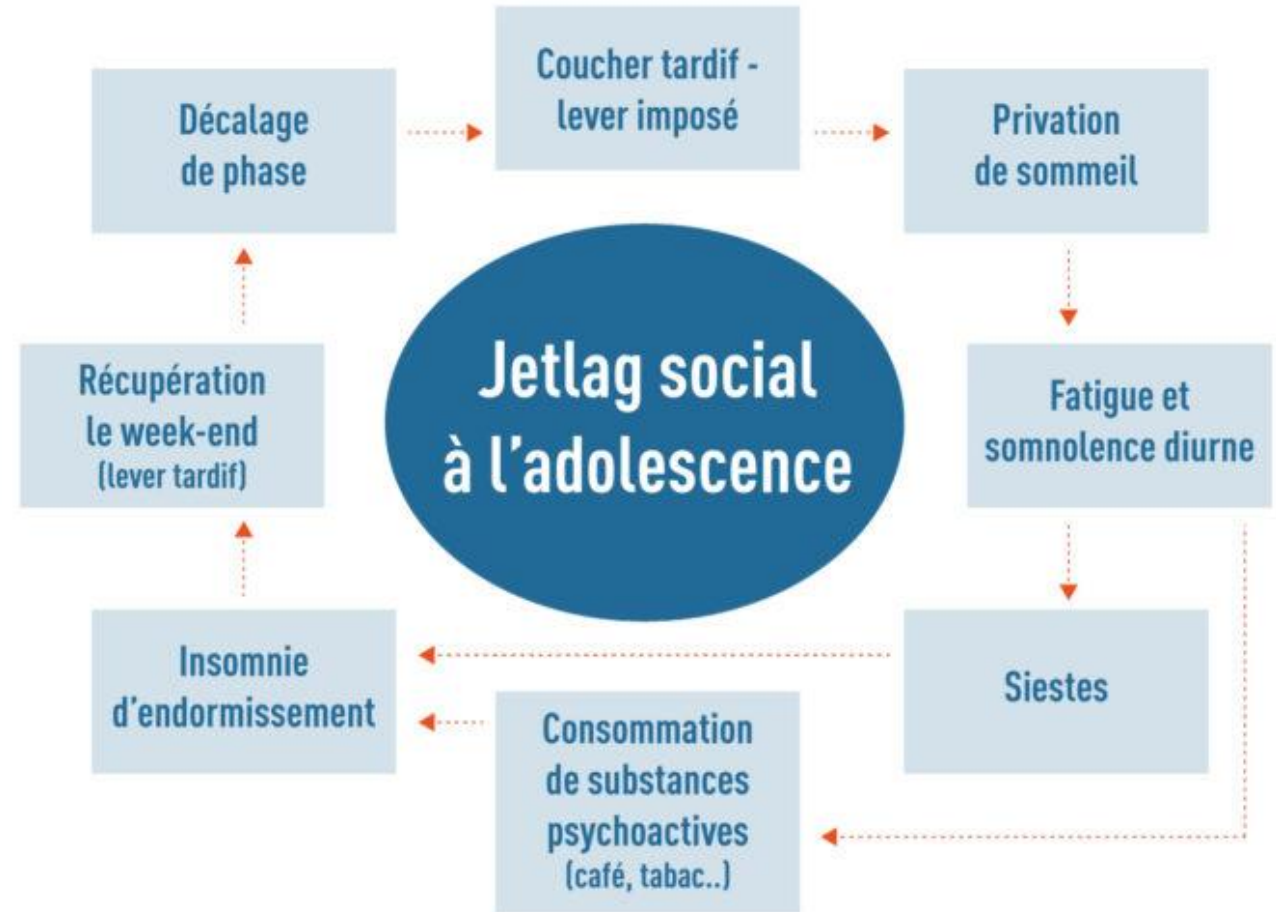 Coucher tardif -
lever imposé
Décalage
de phase
Privation
de sommeil
Jetlag social
à l'adolescence
Récupération
le week-end
(lever tardif)
Fatigue et
somnolence diurne
Insomnie
d'endormissement
Siestes
Consommation
de substances
psychoactives
(café, tabac..)